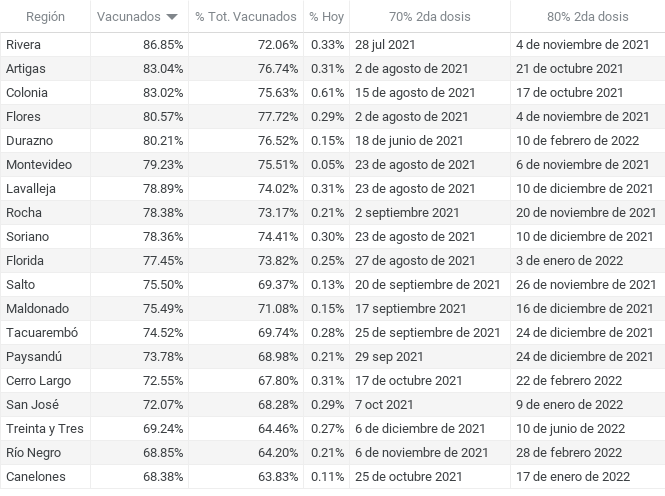 Región Vacunados % Tot. Vacunados % Hoy 70% 2da dosis 80% 2da dosis
Rivera 86.85% 72.06% 0.33% 28 jul 2021 4 de noviembre de 2021
Artigas 83.04% 76.74% 0.31% 2 de agosto de 2021 21 de octubre 2021
Colonia 83.02% 75.63% 0.61% 15 de agosto de 2021 17 de octubre 2021
Flores 80.57% 77.72% 0.29% 2 de agosto de 2021 4 de noviembre de 2021
Durazno 80.21% 76.52% 0.15% 18 de junio de 2021 10 de febrero de 2022
Montevideo 79.23% 75.51% 0.05% 23 de agosto de 2021 6 de noviembre de 2021
Lavalleja 78.89% 74.02% 0.31% 23 de agosto de 2021 10 de diciembre de 2021
Rocha 78.38% 73.17% 0.21% 2 septiembre 2021 20 de noviembre de 2021
Soriano 78.36% 74.41% 0.30% 23 de agosto de 2021 10 de diciembre de 2021
Florida 77.45% 73.82% 0.25% 27 de agosto de 2021 3 de enero de 2022
Salto 75.50% 69.37% 0.13% 20 de septiembre de 2021 26 de noviembre de 2021
Maldonado 75.49% 71.08% 0.15% 17 septiembre 2021 16 de diciembre de 2021
Tacuarembó 74.52% 69.74% 0.28% 25 de septiembre de 2021 24 de diciembre de 2021
Paysandú 73.78% 68.98% 0.21% 29 sep 2021 24 de diciembre de 2021
Cerro Largo 72.55% 67.80% 0.31% 17 de octubre 2021 22 de febrero 2022
San José 72.07% 68.28% 0.29% 7 oct 2021 9 de enero de 2022
Treinta y Tres 69.24% 64.46% 0.27% 6 de diciembre de 2021 10 de junio de 2022
Río Negro 68.85% 64.20% 0.21% 6 de noviembre de 2021 28 de febrero 2022
Canelones 68.38% 63.83% 0.11% 25 de octubre 2021 17 de enero de 2022